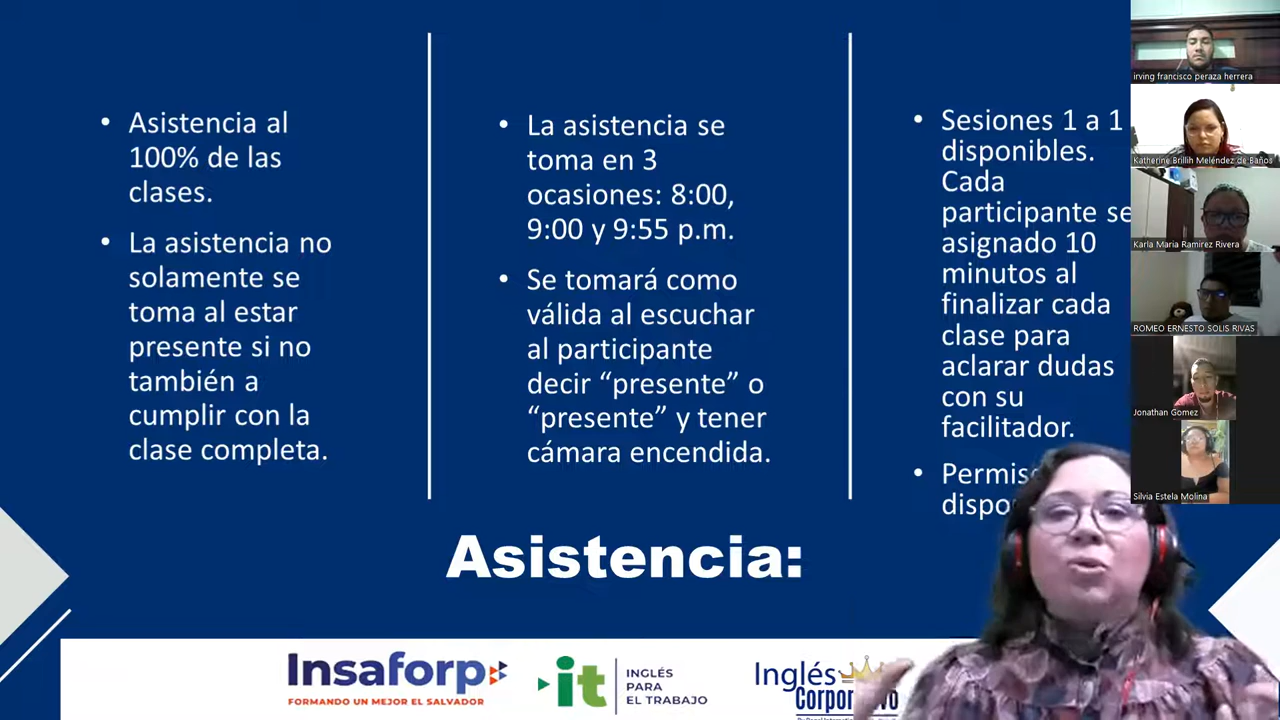 • Asistencia al
100% de las
clases.
• La asistencia no
solamente se
toma al estar
presente si no
también a
cumplir con la
clase completa.
• La asistencia se
toma en 3
ocasiones: 8:00,
9:00 y 9:55 p.m.
• Se tomará como
válida al escuchar
al participante
decir “presente” o
“presente” y tener
cámara encendida.
• Sesiones 1 a 1
disponibles.
Cada
participante se
asignado 10
minutos al
finalizar cada
clase para
aclarar dudas
con su
facilitador.
Asistencia:
Insaforp
FORMANDO UN MEJOR EL SALVADOR
it
INGLÉS
PARA
EL TRABAJO
Inglés
Corporativo
irving francisco peraza herrera
Katherine Brillih Meléndez de Baños
Karla María Ramirez Rivera
ROMEO ERNESTO SOLIS RIVAS
Jonathan Gomez
Silvia Estela Molina